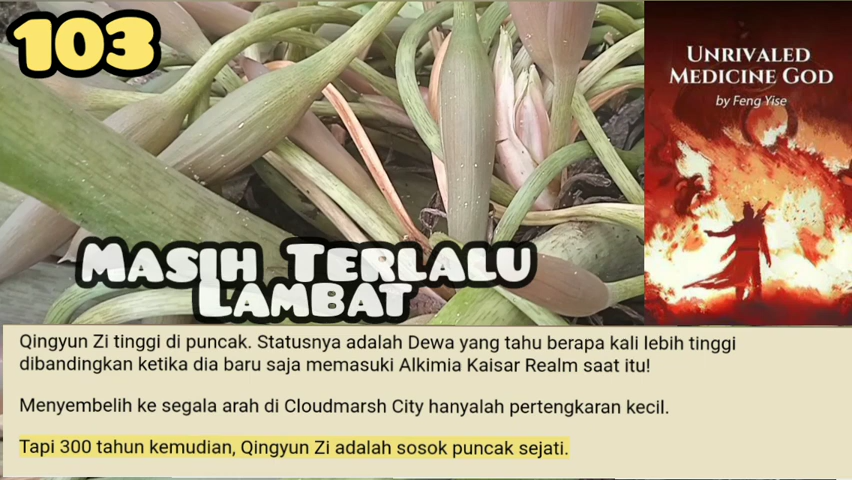 103
UNRIVALED
MEDICINE GOD
by Feng Yise
MASIH TERLALU
LAMBAT
Qingyun Zi tinggi di puncak. Statusnya adalah Dewa yang tahu berapa kali lebih tinggi
dibandingkan ketika dia baru saja memasuki Alkimia Kaisar Realm saat itu!
Menyembelih ke segala arah di Cloudmarsh City hanyalah pertengkaran kecil.
Tapi 300 tahun kemudian, Qingyun Zi adalah sosok puncak sejati.